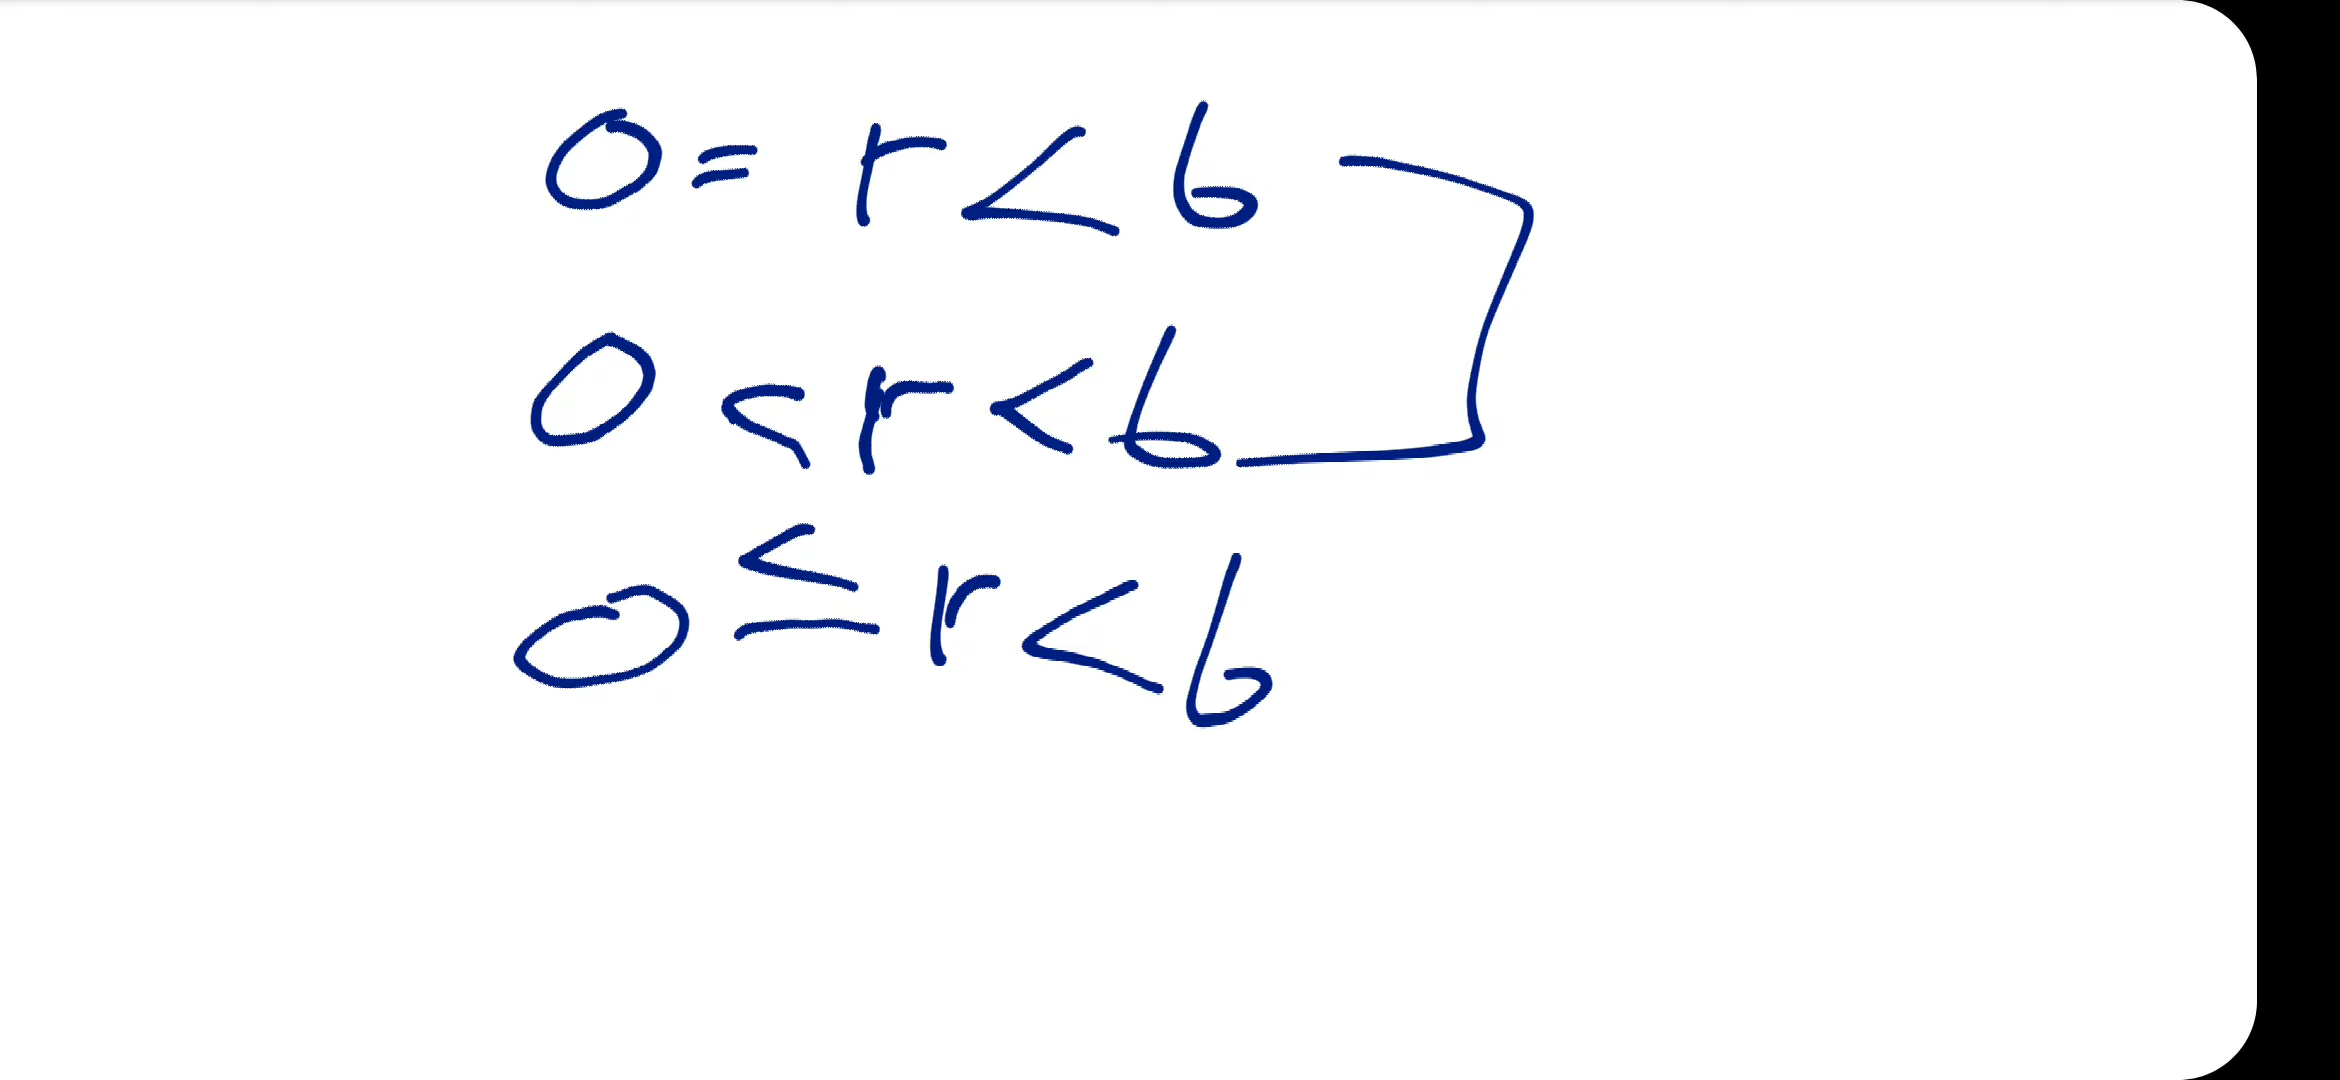 0 = r < b
0 < r < b
0 ≤ r < b